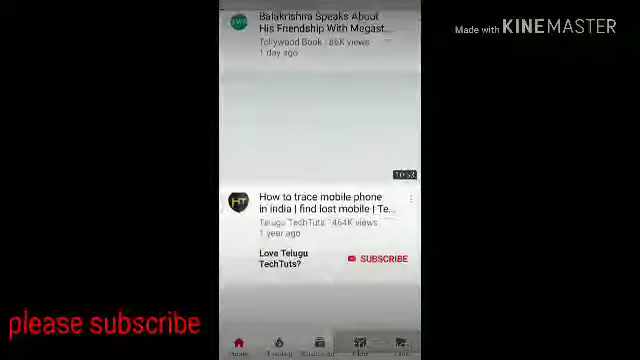 Made with KINEMASTER
Balakrishna Speaks About
His Friendship With Megast...
Tollywood Book · 86K views
1 day ago
How to trace mobile phone
in india | find lost mobile | Te...
Telugu TechTuts · 464K views
1 year ago
Love Telugu
TechTuts?
SUBSCRIBE
please subscribe
Home
Trending